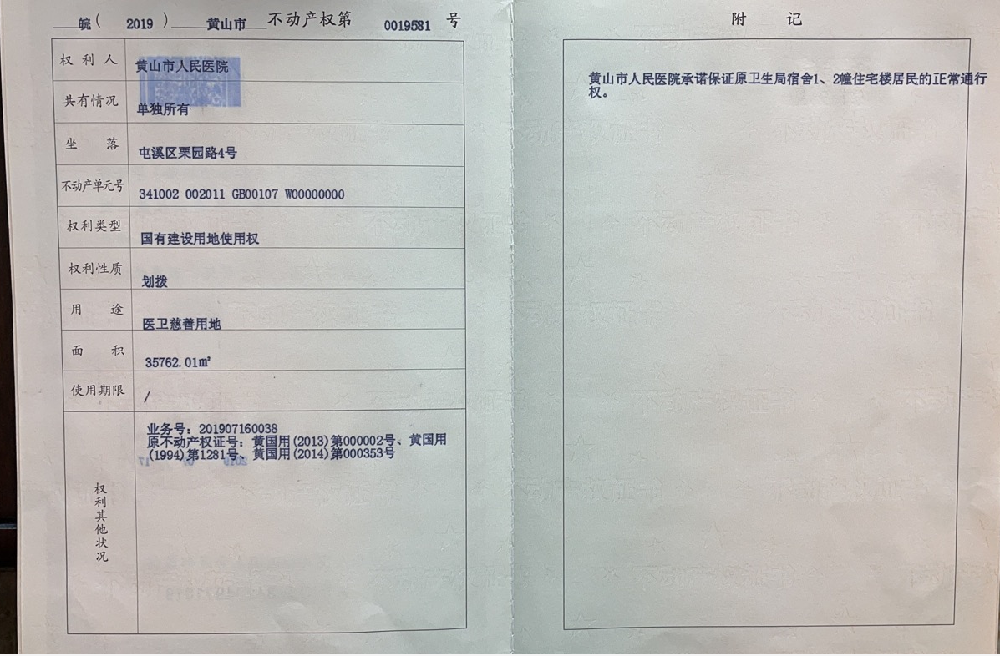 皖( 2019 ) 黄山市 不动产权第 0019581 号
权利人 黄山市人民医院
共有情况 单独所有
坐落 屯溪区栗园路4号
不动产单元号 341002 002011 GB00107 W00000000
权利类型 国有建设用地使用权
权利性质 划拨
用途 医卫慈善用地
面积 35762.01㎡
使用期限 /
权利其他状况
业务号：201907160038
原不动产权证号：黄国用(2013)第000002号、黄国用
(1994)第1281号、黄国用(2014)第000353号
附 记
黄山市人民医院承诺保证原卫生局宿舍1、2幢住宅楼居民的正常通行
权。